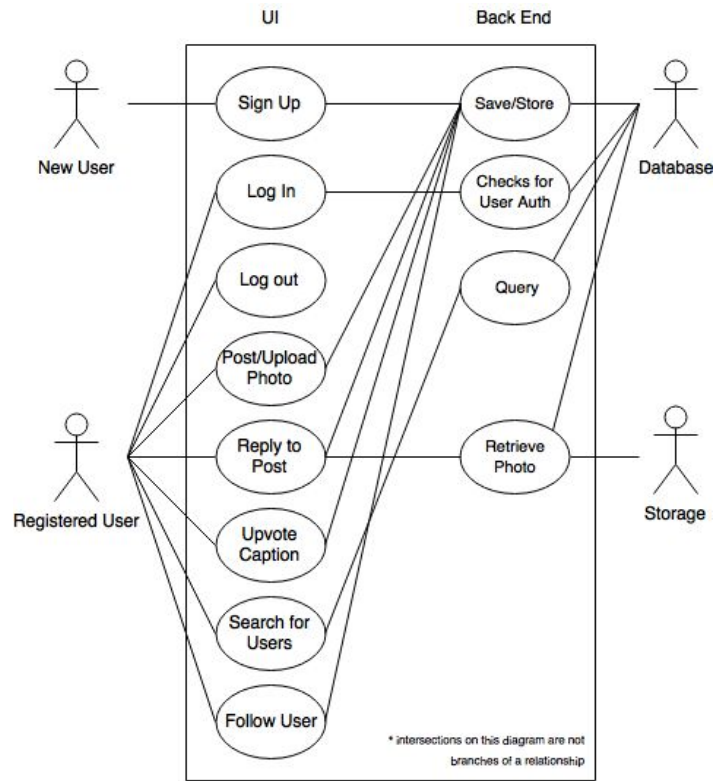 UI
Back End
Sign Up
Save/Store
New User
Database
Log In
Checks for
User Auth
Log out
Query
Post/Upload
Photo
Reply to
Post
Retrieve
Photo
Registered User
Storage
Upvote
Caption
Search for
Users
Follow User
* intersections on this diagram are not
branches of a relationship